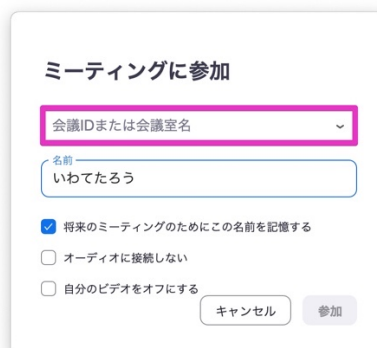 ミーティングに参加
会議IDまたは会議室名
名前
いわてたろう
将来のミーティングのためにこの名前を記憶する
オーディオに接続しない
自分のビデオをオフにする
キャンセル 参加